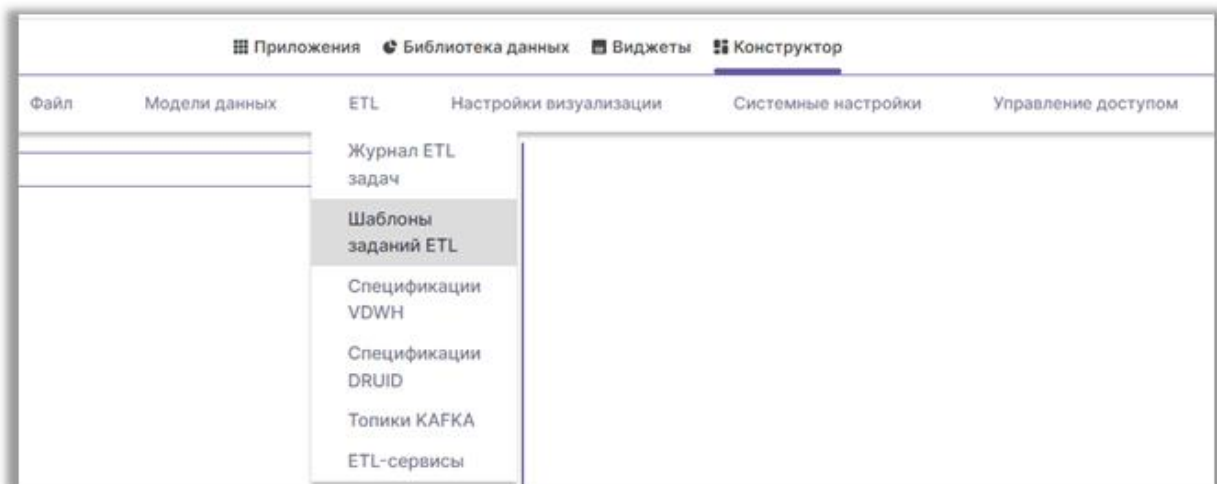 Приложения Библиотека данных Виджеты Конструктор
Файл Модели данных ETL Настройки визуализации Системные настройки Управление доступом
Журнал ETL
задач
Шаблоны
заданий ETL
Спецификации
VDWH
Спецификации
DRUID
Топики KAFKA
ETL-сервисы